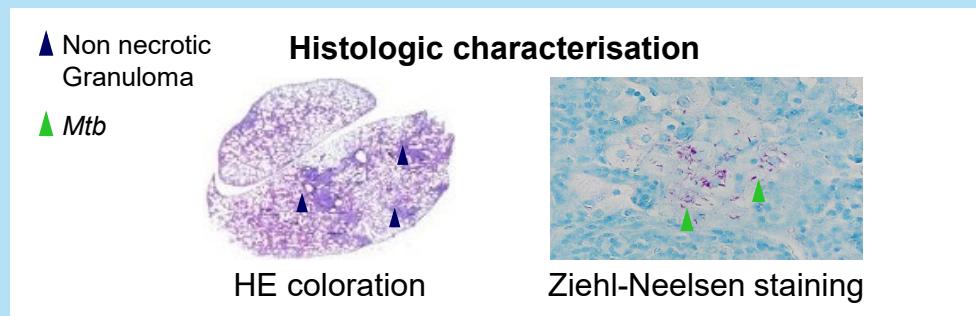 Non necrotic
Granuloma
Mtb
Histologic characterisation
HE coloration
Ziehl-Neelsen staining